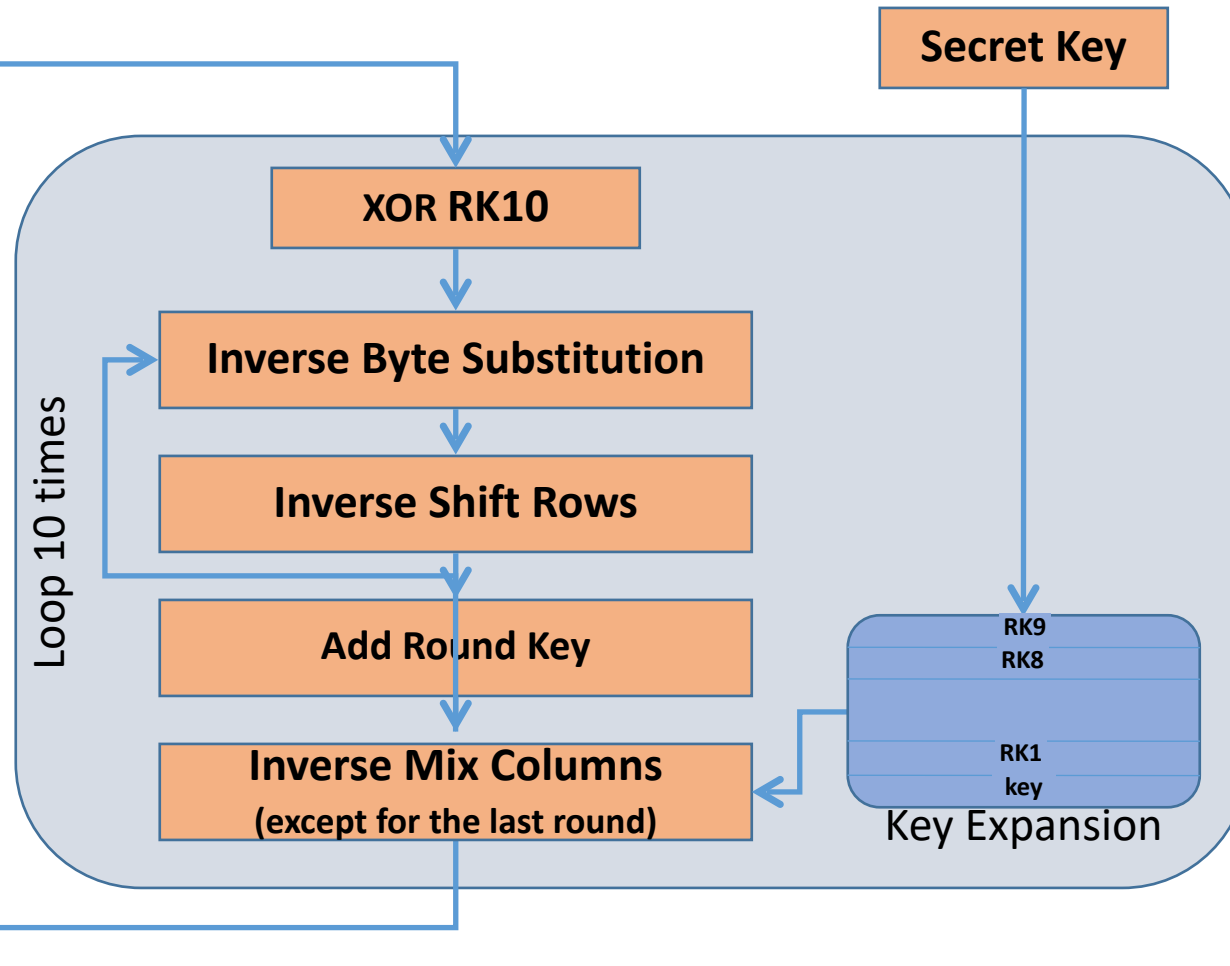 Secret Key
XOR RK10
Inverse Byte Substitution
Inverse Shift Rows
Loop 10 times
Add Round Key
RK9
RK8
RK1
key
Key Expansion
Inverse Mix Columns
(except for the last round)